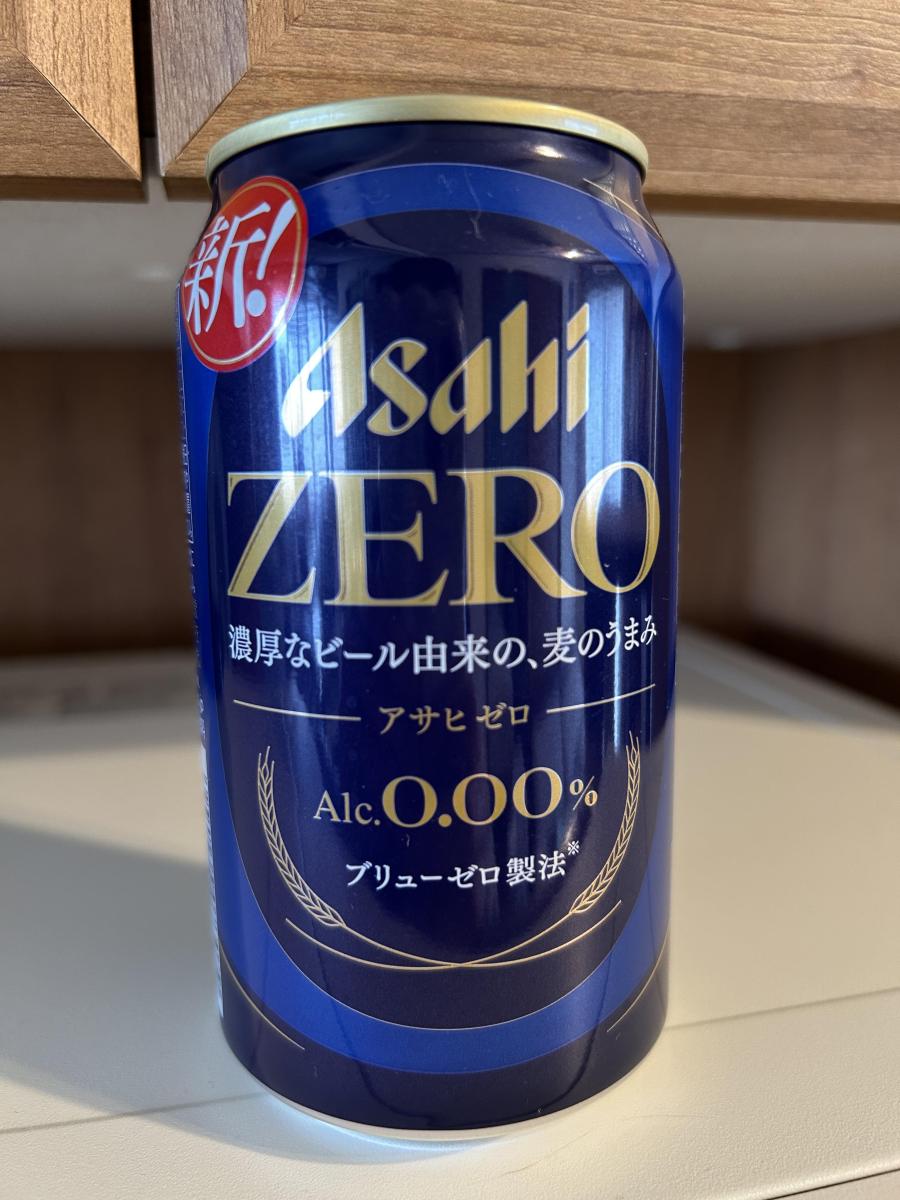 新!
Asahi
ZERO
濃厚なビール由来の、麦のうまみ
アサヒ ゼロ
Alc.0.00%
ブリューゼロ製法※